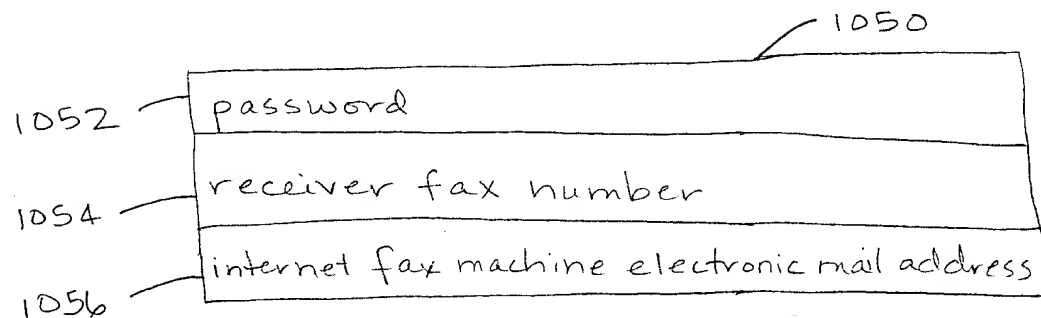 1050
1052 password
1054 receiver fax number
1056 internet fax machine electronic mail address